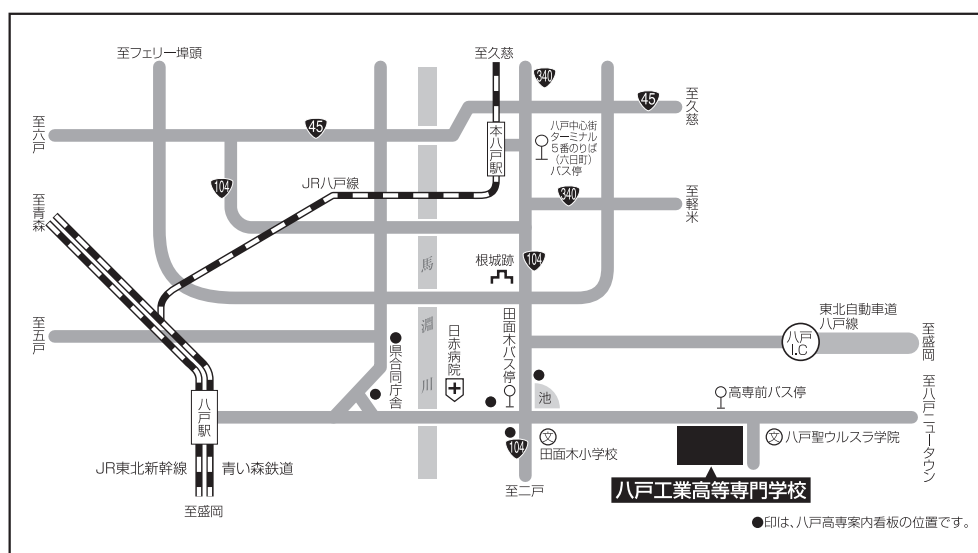 至フェリー埠頭
至久慈
340
45
至久慈
至六戸
45
本八戸駅
八戸中心街
ターミナル
5番のりば
(六日町)
バス停
104
JR八戸線
340
至軽米
至青森
馬淵川
根城跡
104
田面木バス停
東北自動車道
八戸線
八戸
I.C
至盛岡
至五戸
県合同庁舎
日赤病院
池
高専前バス停
至八戸ニュータウン
八戸駅
文
田面木小学校
104
文 八戸聖ウルスラ学院
JR東北新幹線
青い森鉄道
至二戸
八戸工業高等専門学校
至盛岡
●印は、八戸高専案内看板の位置です。